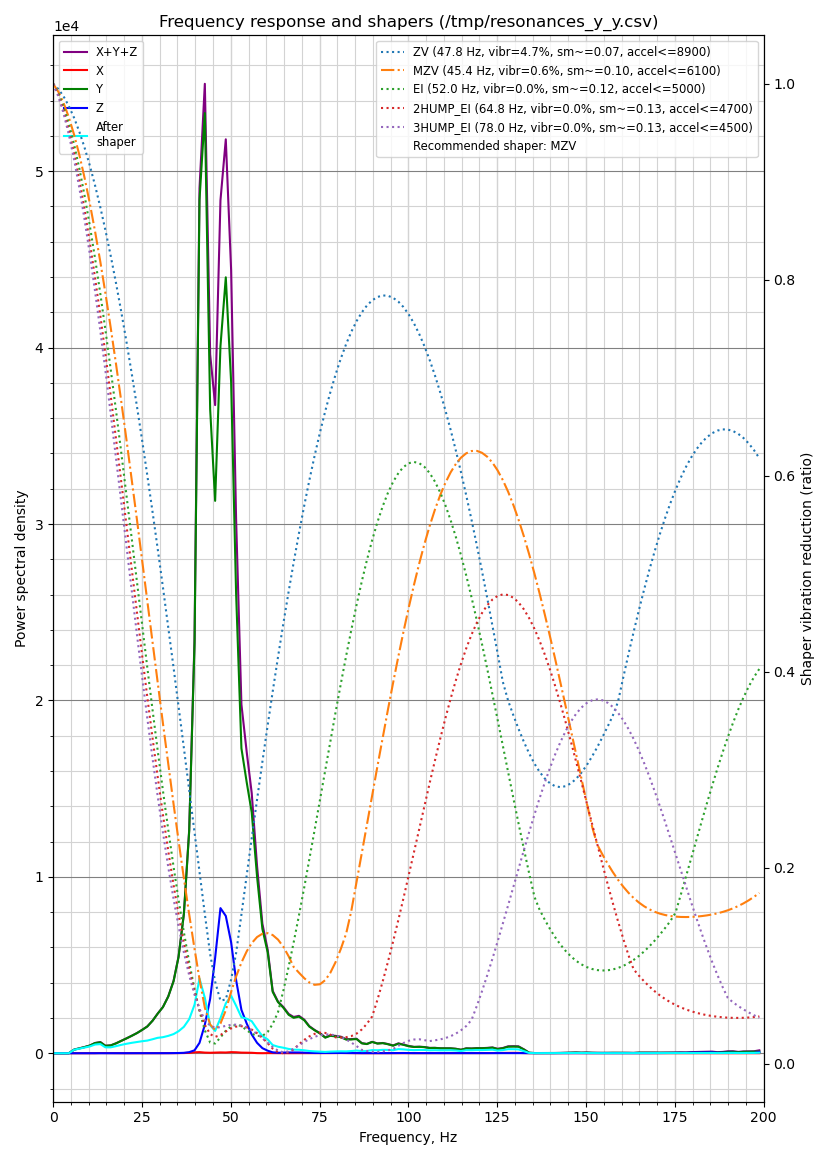 Frequency response and shapers (/tmp/resonances_y_y.csv)
1e4
X+Y+Z
X
Y
Z
After
shaper
ZV (47.8 Hz, vibr=4.7%, sm~=0.07, accel<=8900)
MZV (45.4 Hz, vibr=0.6%, sm~=0.10, accel<=6100)
EI (52.0 Hz, vibr=0.0%, sm~=0.12, accel<=5000)
2HUMP_EI (64.8 Hz, vibr=0.0%, sm~=0.13, accel<=4700)
3HUMP_EI (78.0 Hz, vibr=0.0%, sm~=0.13, accel<=4500)
Recommended shaper: MZV
5
4
3
2
1
0
Power spectral density
1.0
0.8
0.6
0.4
0.2
0.0
Shaper vibration reduction (ratio)
0 25 50 75 100 125 150 175 200
Frequency, Hz